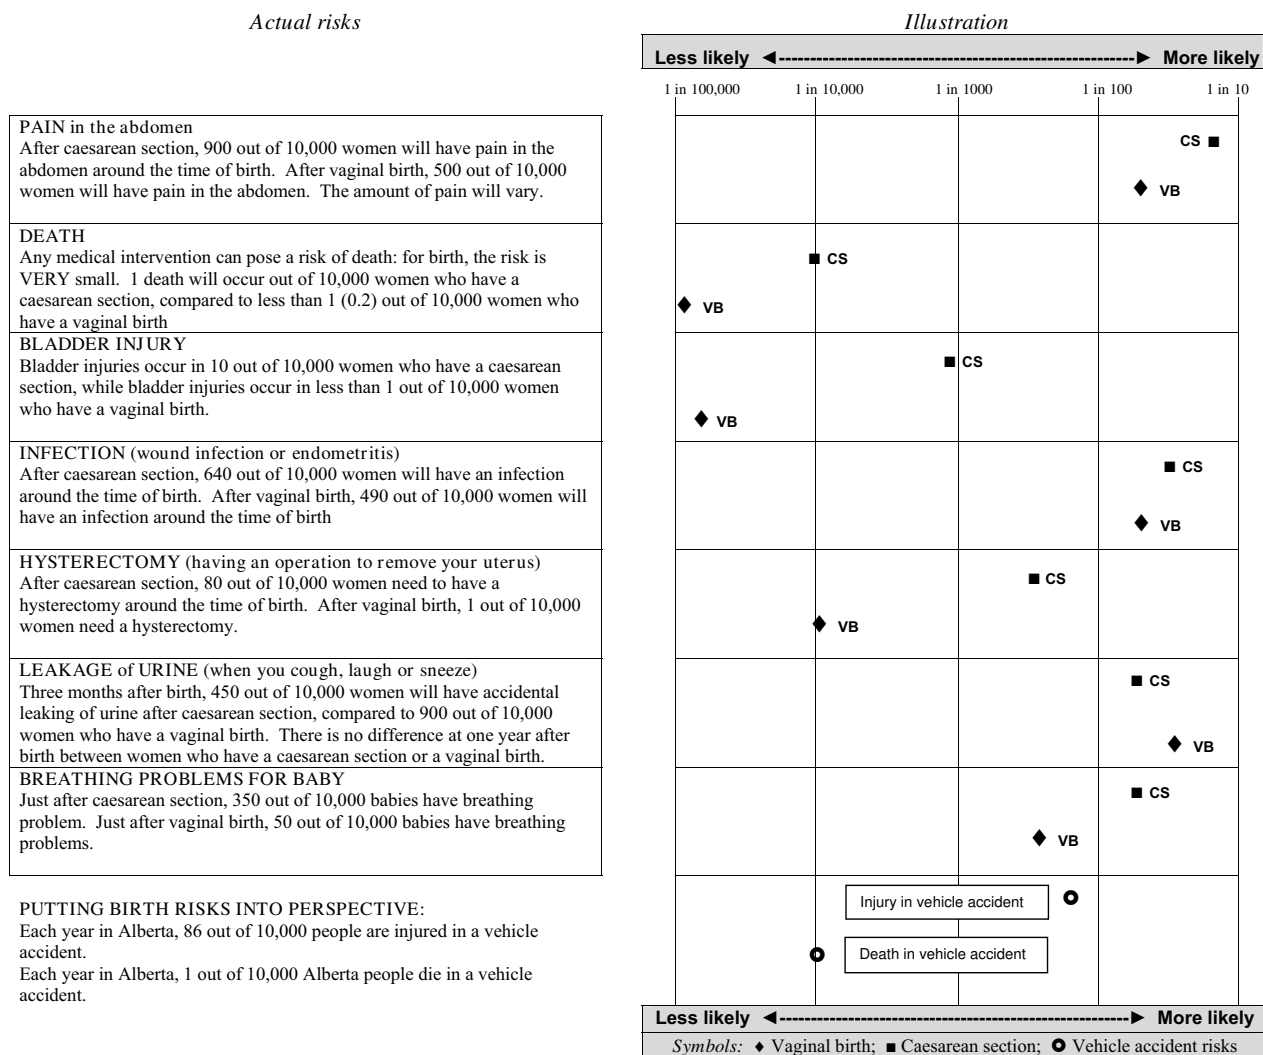 Actual risks
Illustration
Less likely ◄----------------------------------------------------------► More likely
1 in 100,000 1 in 10,000 1 in 1000 1 in 100 1 in 10
PAIN in the abdomen
After caesarean section, 900 out of 10,000 women will have pain in the
abdomen around the time of birth. After vaginal birth, 500 out of 10,000
women will have pain in the abdomen. The amount of pain will vary.
CS
VB
DEATH
Any medical intervention can pose a risk of death: for birth, the risk is
VERY small. 1 death will occur out of 10,000 women who have a
caesarean section, compared to less than 1 (0.2) out of 10,000 women who
have a vaginal birth
CS
VB
BLADDER INJURY
Bladder injuries occur in 10 out of 10,000 women who have a caesarean
section, while bladder injuries occur in less than 1 out of 10,000 women
who have a vaginal birth.
CS
VB
INFECTION (wound infection or endometritis)
After caesarean section, 640 out of 10,000 women will have an infection
around the time of birth. After vaginal birth, 490 out of 10,000 women will
have an infection around the time of birth
CS
VB
HYSTERECTOMY (having an operation to remove your uterus)
After caesarean section, 80 out of 10,000 women need to have a
hysterectomy around the time of birth. After vaginal birth, 1 out of 10,000
women need a hysterectomy.
CS
VB
LEAKAGE of URINE (when you cough, laugh or sneeze)
Three months after birth, 450 out of 10,000 women will have accidental
leaking of urine after caesarean section, compared to 900 out of 10,000
women who have a vaginal birth. There is no difference at one year after
birth between women who have a caesarean section or a vaginal birth.
CS
VB
BREATHING PROBLEMS FOR BABY
Just after caesarean section, 350 out of 10,000 babies have breathing
problem. Just after vaginal birth, 50 out of 10,000 babies have breathing
problems.
CS
VB
PUTTING BIRTH RISKS INTO PERSPECTIVE:
Each year in Alberta, 86 out of 10,000 people are injured in a vehicle
accident.
Each year in Alberta, 1 out of 10,000 Alberta people die in a vehicle
accident.
Injury in vehicle accident
Death in vehicle accident
Less likely ◄----------------------------------------------------------► More likely
Symbols: ♦ Vaginal birth; ■ Caesarean section; O Vehicle accident risks